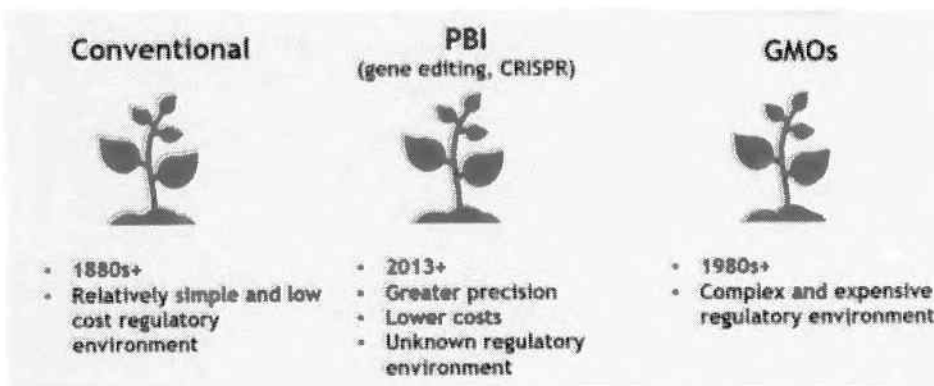 Conventional
1880s+
Relatively simple and low
cost regulatory
environment
PBI
(gene editing, CRISPR)
2013+
Greater precision
Lower costs
Unknown regulatory
environment
GMOs
1980s+
Complex and expensive
regulatory environment